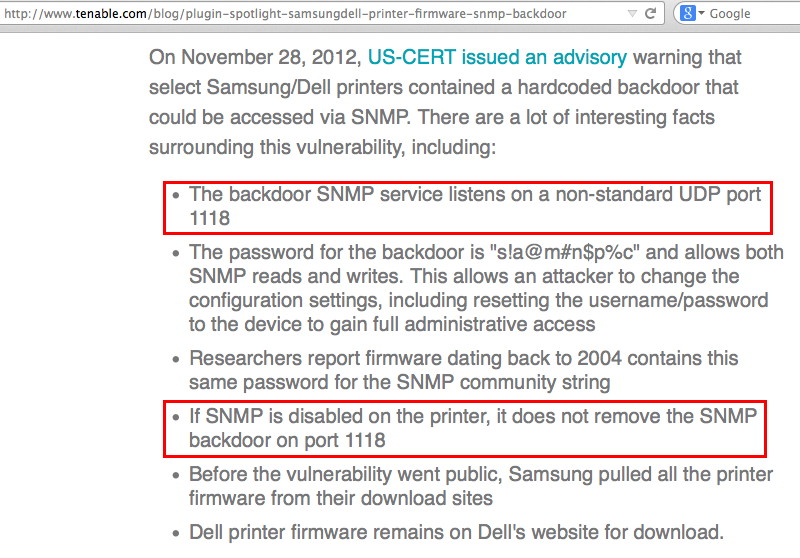 http://www.tenable.com/blog/plugin-spotlight-samsungdell-printer-firmware-snmp-backdoor
Google
On November 28, 2012, US-CERT issued an advisory warning that
select Samsung/Dell printers contained a hardcoded backdoor that
could be accessed via SNMP. There are a lot of interesting facts
surrounding this vulnerability, including:
• The backdoor SNMP service listens on a non-standard UDP port
1118
• The password for the backdoor is "s!a@m#n$p%c" and allows both
SNMP reads and writes. This allows an attacker to change the
configuration settings, including resetting the username/password
to the device to gain full administrative access
• Researchers report firmware dating back to 2004 contains this
same password for the SNMP community string
• If SNMP is disabled on the printer, it does not remove the SNMP
backdoor on port 1118
• Before the vulnerability went public, Samsung pulled all the printer
firmware from their download sites
• Dell printer firmware remains on Dell's website for download.